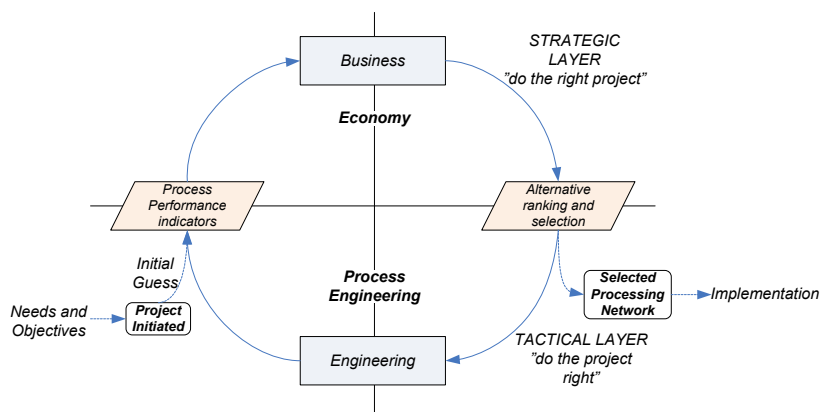 Business
STRATEGIC
LAYER
"do the right project"
Economy
Process
Performance
indicators
Alternative
ranking and
selection
Initial
Guess
Process
Engineering
Needs and
Objectives
Project
Initiated
Selected
Processing
Network
Implementation
Engineering
TACTICAL LAYER
"do the project
right"